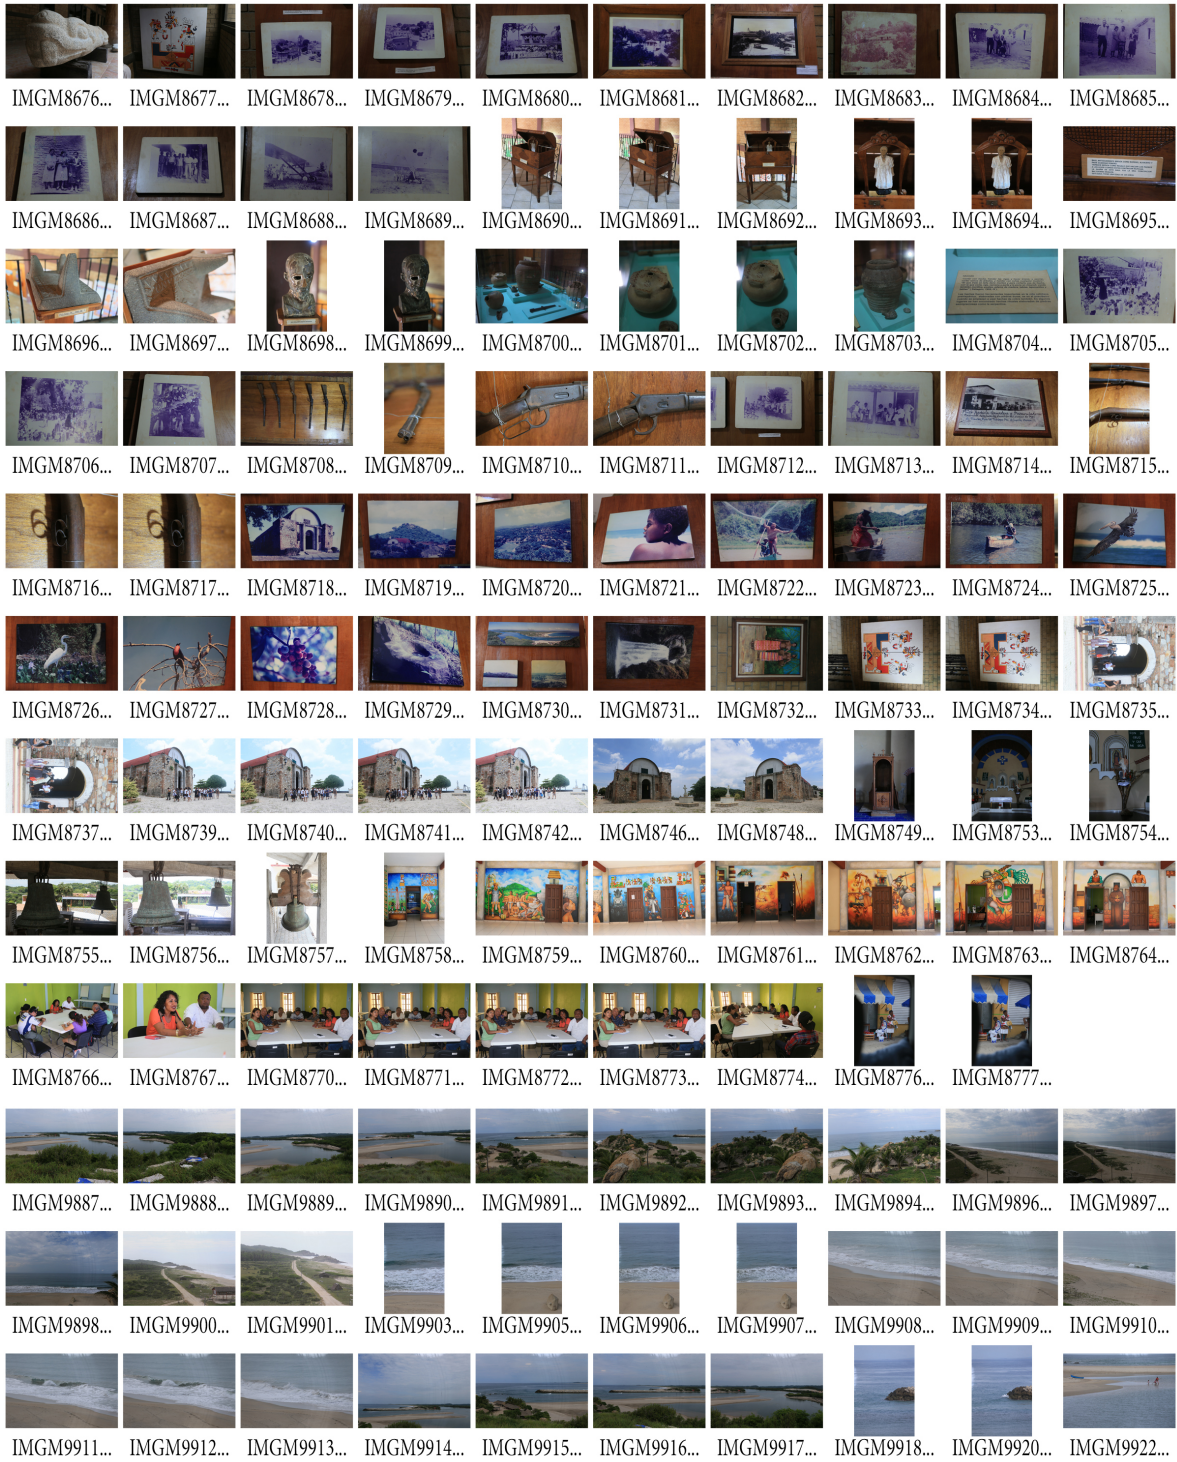 IMGM8676... IMGM8677... IMGM8678... IMGM8679... IMGM8680... IMGM8681... IMGM8682... IMGM8683... IMGM8684... IMGM8685...
IMGM8686... IMGM8687... IMGM8688... IMGM8689... IMGM8690... IMGM8691... IMGM8692... IMGM8693... IMGM8694... IMGM8695...
IMGM8696... IMGM8697... IMGM8698... IMGM8699... IMGM8700... IMGM8701... IMGM8702... IMGM8703... IMGM8704... IMGM8705...
IMGM8706... IMGM8707... IMGM8708... IMGM8709... IMGM8710... IMGM8711... IMGM8712... IMGM8713... IMGM8714... IMGM8715...
IMGM8716... IMGM8717... IMGM8718... IMGM8719... IMGM8720... IMGM8721... IMGM8722... IMGM8723... IMGM8724... IMGM8725...
IMGM8726... IMGM8727... IMGM8728... IMGM8729... IMGM8730... IMGM8731... IMGM8732... IMGM8733... IMGM8734... IMGM8735...
IMGM8737... IMGM8739... IMGM8740... IMGM8741... IMGM8742... IMGM8746... IMGM8748... IMGM8749... IMGM8753... IMGM8754...
IMGM8755... IMGM8756... IMGM8757... IMGM8758... IMGM8759... IMGM8760... IMGM8761... IMGM8762... IMGM8763... IMGM8764...
IMGM8766... IMGM8767... IMGM8770... IMGM8771... IMGM8772... IMGM8773... IMGM8774... IMGM8776... IMGM8777...
IMGM9887... IMGM9888... IMGM9889... IMGM9890... IMGM9891... IMGM9892... IMGM9893... IMGM9894... IMGM9896... IMGM9897...
IMGM9898... IMGM9900... IMGM9901... IMGM9903... IMGM9905... IMGM9906... IMGM9907... IMGM9908... IMGM9909... IMGM9910...
IMGM9911... IMGM9912... IMGM9913... IMGM9914... IMGM9915... IMGM9916... IMGM9917... IMGM9918... IMGM9920... IMGM9922...